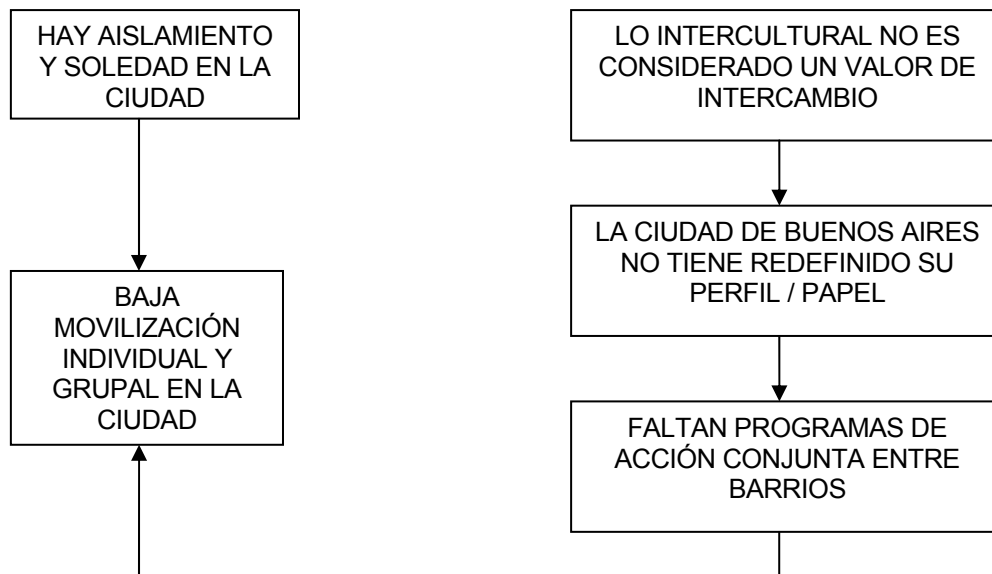 HAY AISLAMIENTO
Y SOLEDAD EN LA
CIUDAD
BAJA
MOVILIZACIÓN
INDIVIDUAL Y
GRUPAL EN LA
CIUDAD
LO INTERCULTURAL NO ES
CONSIDERADO UN VALOR DE
INTERCAMBIO
LA CIUDAD DE BUENOS AIRES
NO TIENE REDEFINIDO SU
PERFIL / PAPEL
FALTAN PROGRAMAS DE
ACCIÓN CONJUNTA ENTRE
BARRIOS